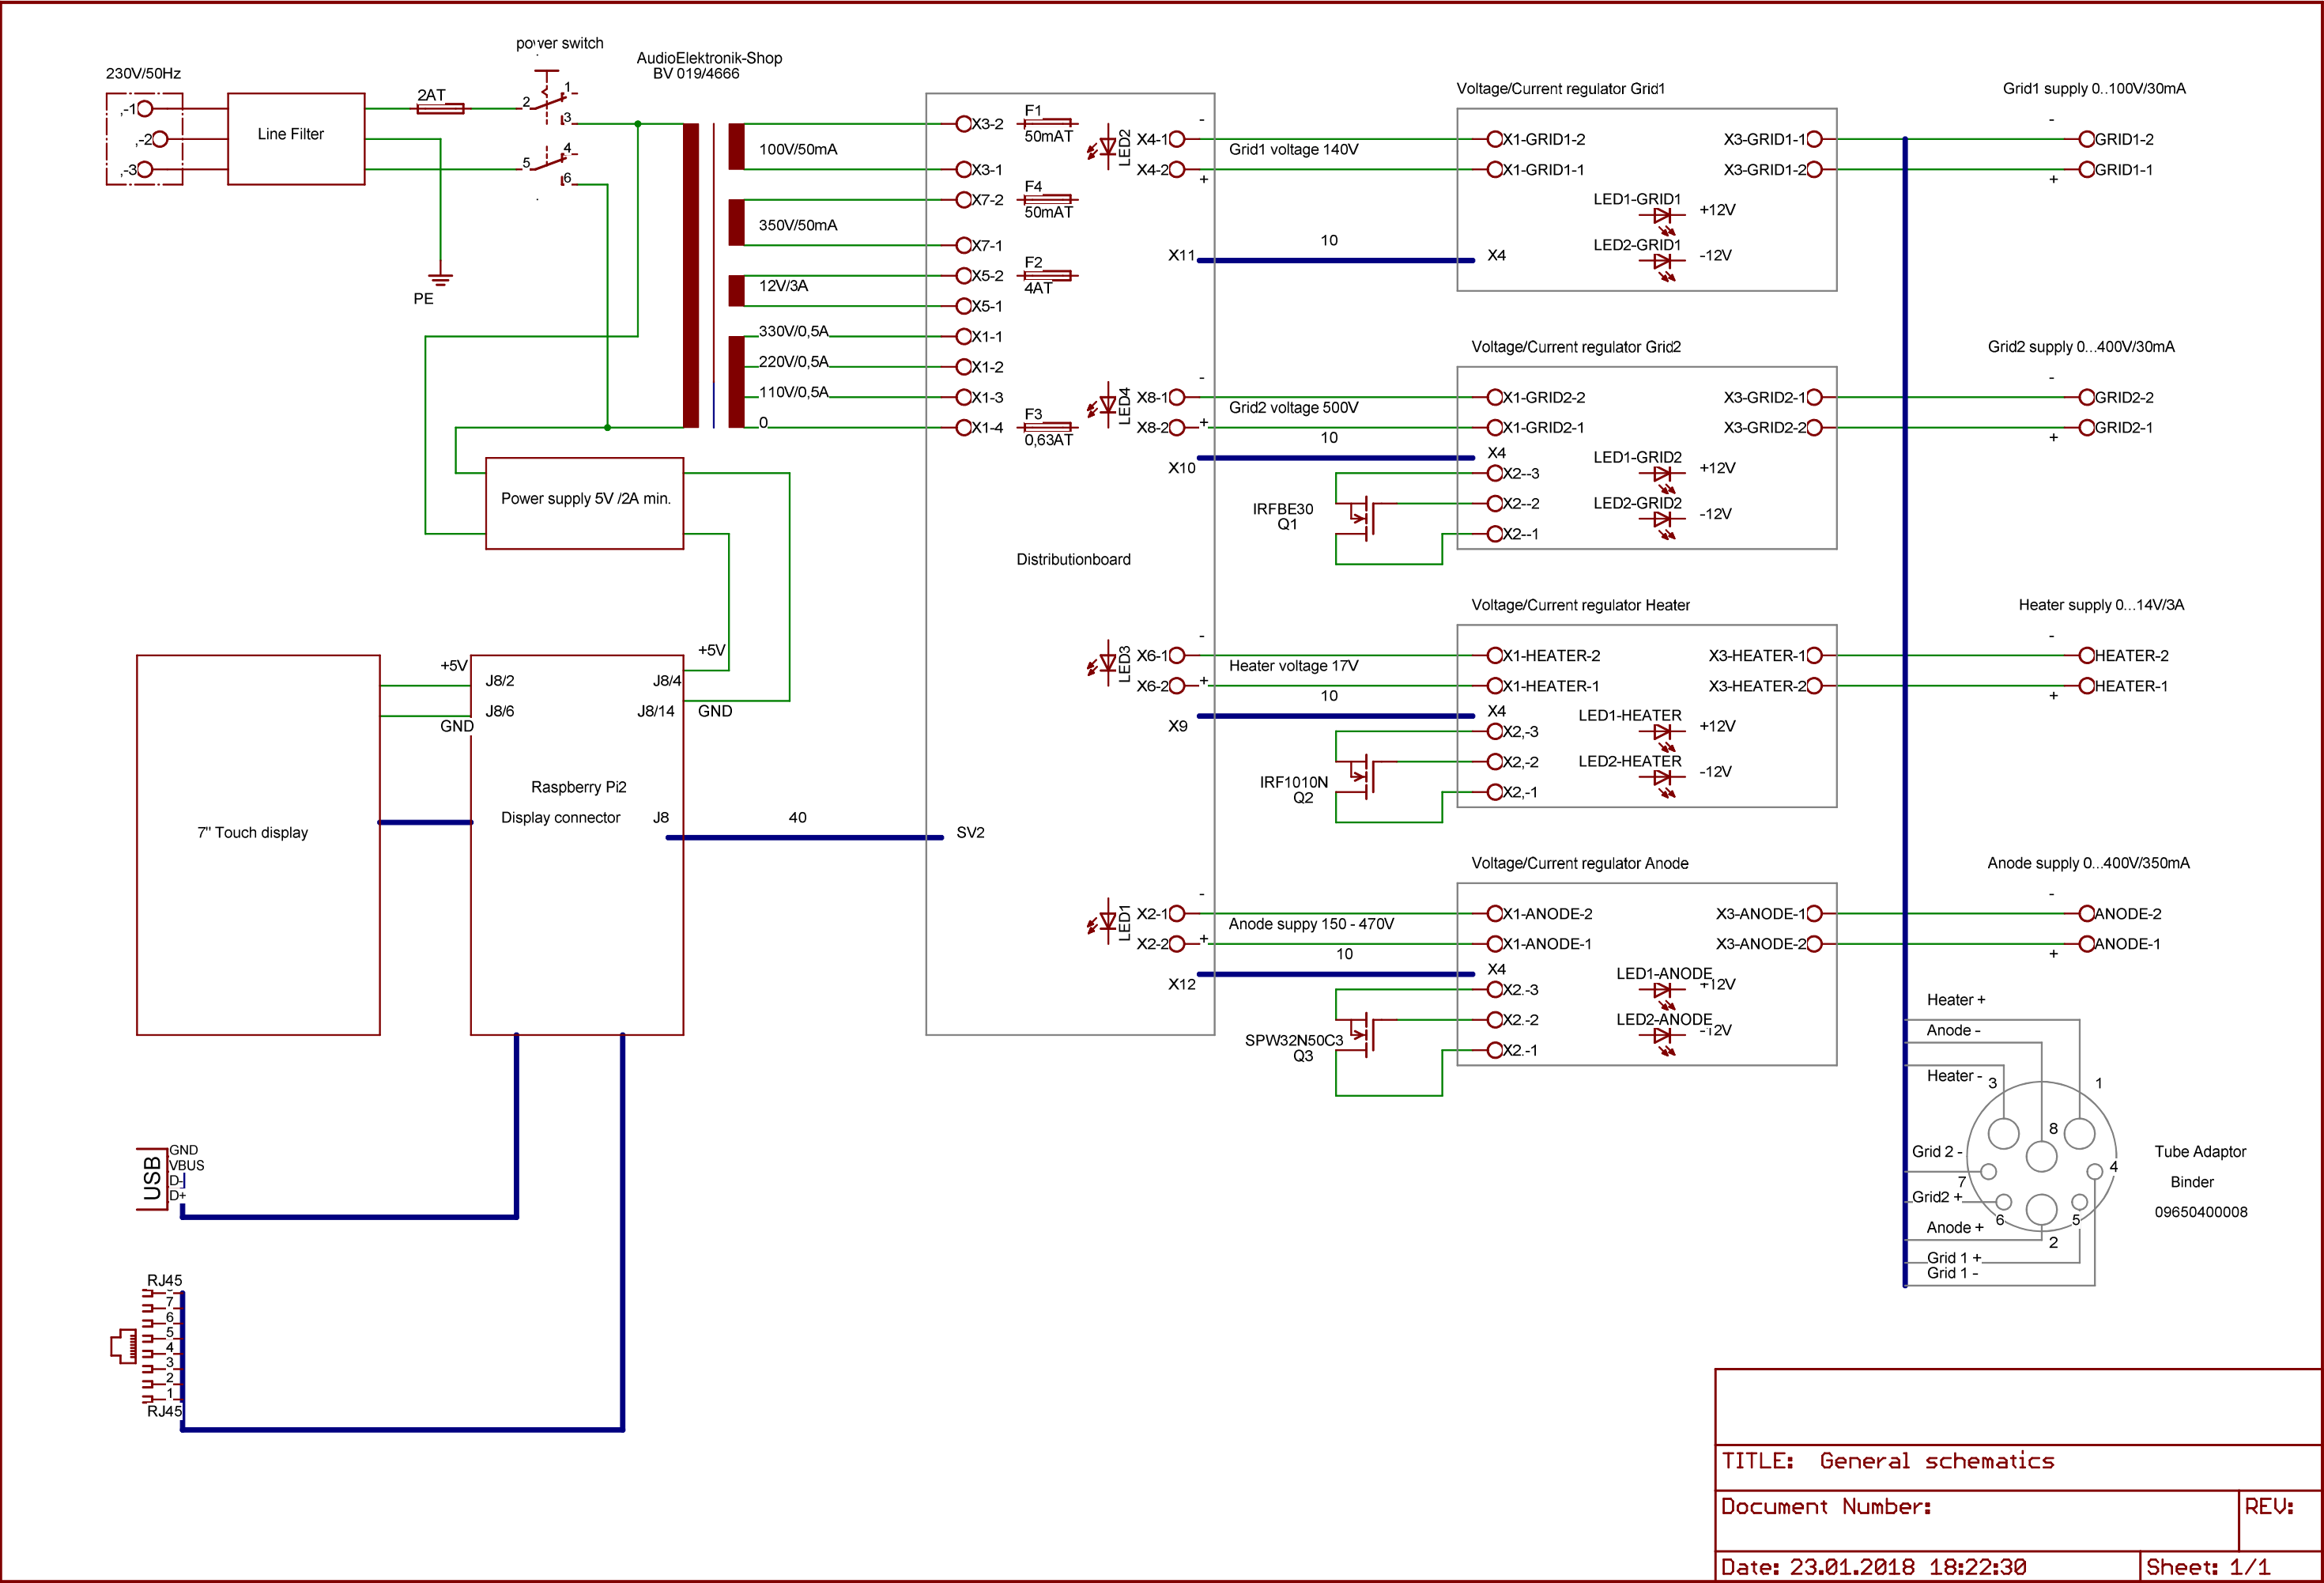 power switch
AudioElektronik-Shop
BV 019/4666
230V/50Hz
,-1
,-2
,-3
Line Filter
2AT
2
1
3
5
4
6
PE
100V/50mA
350V/50mA
12V/3A
330V/0,5A
220V/0,5A
110V/0,5A
0
Power supply 5V /2A min.
X3-2
X3-1
X7-2
X7-1
X5-2
X5-1
X1-1
X1-2
X1-3
X1-4
F1
50mAT
F4
50mAT
F2
4AT
F3
0,63AT
Distributionboard
LED2
X4-1
X4-2
-
+
Grid1 voltage 140V
X11
10
Voltage/Current regulator Grid1
X1-GRID1-2
X1-GRID1-1
X4
X3-GRID1-1
X3-GRID1-2
LED1-GRID1
+12V
LED2-GRID1
-12V
Grid1 supply 0..100V/30mA
-
GRID1-2
GRID1-1
+
LED4
X8-1
X8-2
-
+
Grid2 voltage 500V
10
X10
Voltage/Current regulator Grid2
X1-GRID2-2
X1-GRID2-1
X4
X2--3
X2--2
X2--1
IRFBE30
Q1
X3-GRID2-1
X3-GRID2-2
LED1-GRID2
+12V
LED2-GRID2
-12V
Grid2 supply 0...400V/30mA
-
GRID2-2
GRID2-1
+
LED3
X6-1
X6-2
-
+
Heater voltage 17V
10
X9
Voltage/Current regulator Heater
X1-HEATER-2
X1-HEATER-1
X4
X2,-3
X2,-2
X2,-1
IRF1010N
Q2
X3-HEATER-1
X3-HEATER-2
LED1-HEATER
+12V
LED2-HEATER
-12V
Heater supply 0...14V/3A
-
HEATER-2
HEATER-1
+
LED1
X2-1
X2-2
-
+
Anode suppy 150 - 470V
10
X12
Voltage/Current regulator Anode
X1-ANODE-2
X1-ANODE-1
X4
X2.-3
X2.-2
X2.-1
SPW32N50C3
Q3
X3-ANODE-1
X3-ANODE-2
LED1-ANODE
+12V
LED2-ANODE
-12V
Anode supply 0...400V/350mA
-
ANODE-2
ANODE-1
+
7" Touch display
+5V
GND
J8/2
J8/6
J8/4
J8/14
+5V
GND
Raspberry Pi2
Display connector
J8
40
SV2
USB
GND
VBUS
D-
D+
RJ45
7
6
5
4
3
2
1
RJ45
Heater +
Anode -
Heater -
3
1
8
Grid 2 -
4
7
Grid2 +
6
5
Anode +
2
Grid 1 +
Grid 1 -
Tube Adaptor
Binder
09650400008
TITLE: General schematics
Document Number:
REV:
Date: 23.01.2018 18:22:30
Sheet: 1/1